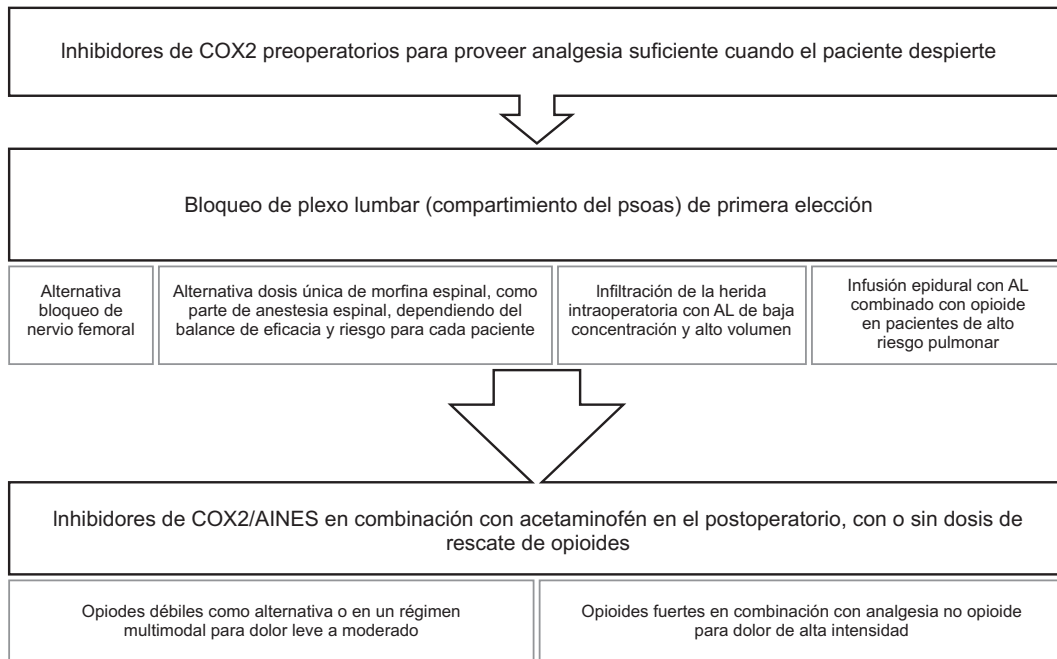 Inhibidores de COX2 preoperatorios para proveer analgesia suficiente cuando el paciente despierte
Bloqueo de plexo lumbar (compartimiento del psoas) de primera elección
Alternativa
bloqueo de
nervio femoral
Alternativa dosis única de morfina espinal, como
parte de anestesia espinal, dependiendo del
balance de eficacia y riesgo para cada paciente
Infiltración de la herida
intraoperatoria con AL de baja
concentración y alto volumen
Infusión epidural con AL
combinado con opioide
en pacientes de alto
riesgo pulmonar
Inhibidores de COX2/AINES en combinación con acetaminofén en el postoperatorio, con o sin dosis de
rescate de opioides
Opiodes débiles como alternativa o en un régimen
multimodal para dolor leve a moderado
Opioides fuertes en combinación con analgesia no opioide
para dolor de alta intensidad